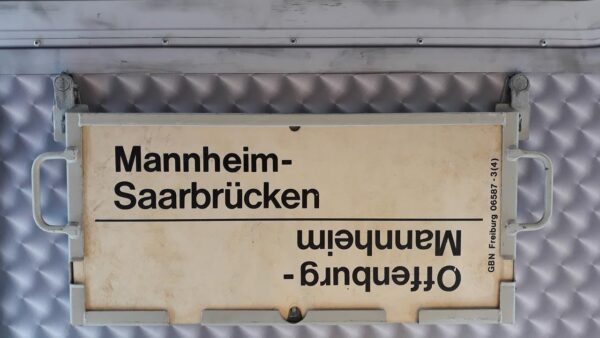 Mannheim-
Saarbrücken
Offenburg-
Mannheim
GBN Freiburg 06587 · 3(4)